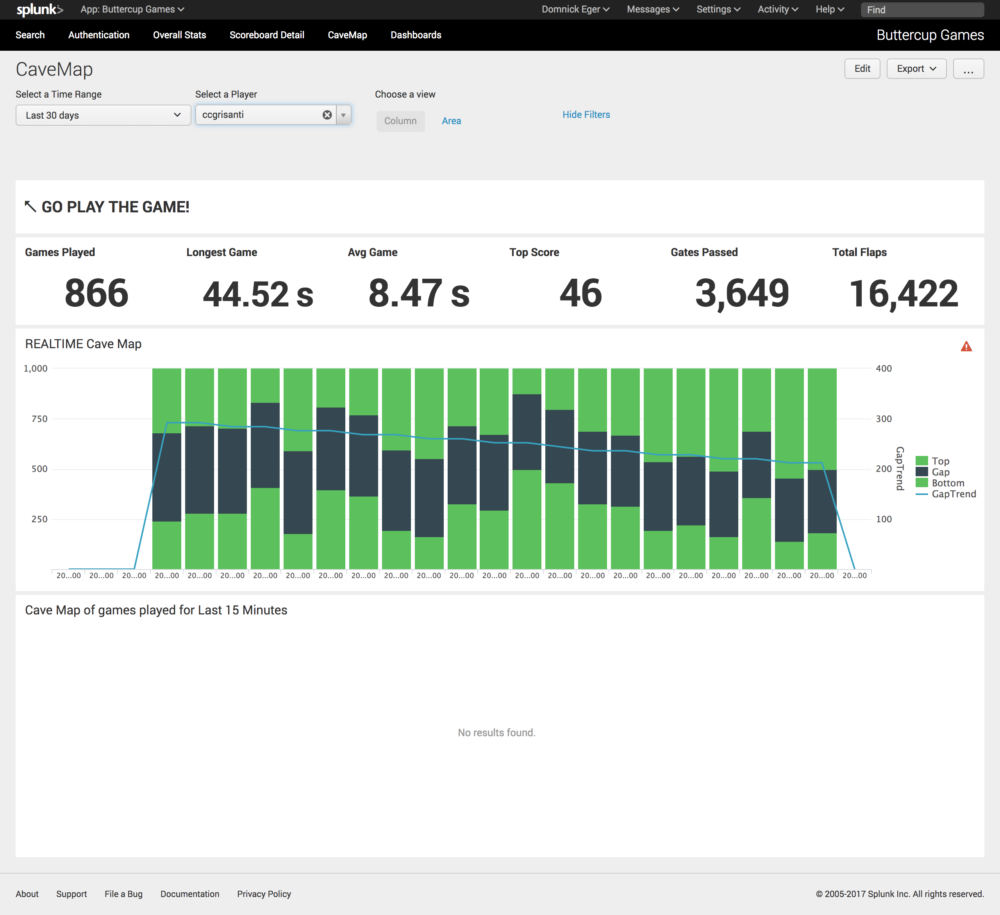 splunk> App: Buttercup Games Domnick Eger Messages Settings Activity Help Find
Search Authentication Overall Stats Scoreboard Detail CaveMap Dashboards Buttercup Games
CaveMap Edit Export ...
Select a Time Range Select a Player Choose a view
Last 30 days ccgrisanti Column Area Hide Filters
↖ GO PLAY THE GAME!
Games Played Longest Game Avg Game Top Score Gates Passed Total Flaps
866 44.52 s 8.47 s 46 3,649 16,422
REALTIME Cave Map
1,000 400
750 300
500 200
250 100
GapTrend
Top
Gap
Bottom
GapTrend
20...00 20...00 20...00 20...00 20...00 20...00 20...00 20...00 20...00 20...00 20...00 20...00 20...00 20...00 20...00 20...00 20...00 20...00 20...00 20...00 20...00 20...00 20...00 20...00 20...00
Cave Map of games played for Last 15 Minutes
No results found.
About Support File a Bug Documentation Privacy Policy © 2005-2017 Splunk Inc. All rights reserved.